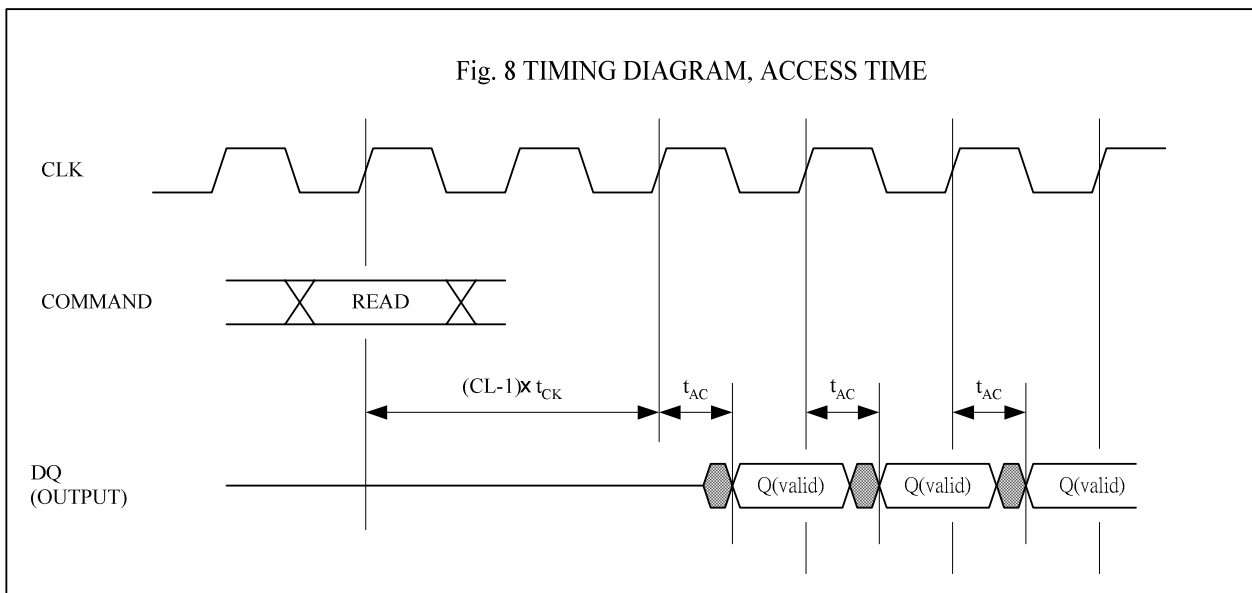 Fig. 8 TIMING DIAGRAM, ACCESS TIME
CLK
COMMAND
READ
(CL-1)x tCK
tAC
tAC
tAC
DQ
(OUTPUT)
Q(valid)
Q(valid)
Q(valid)